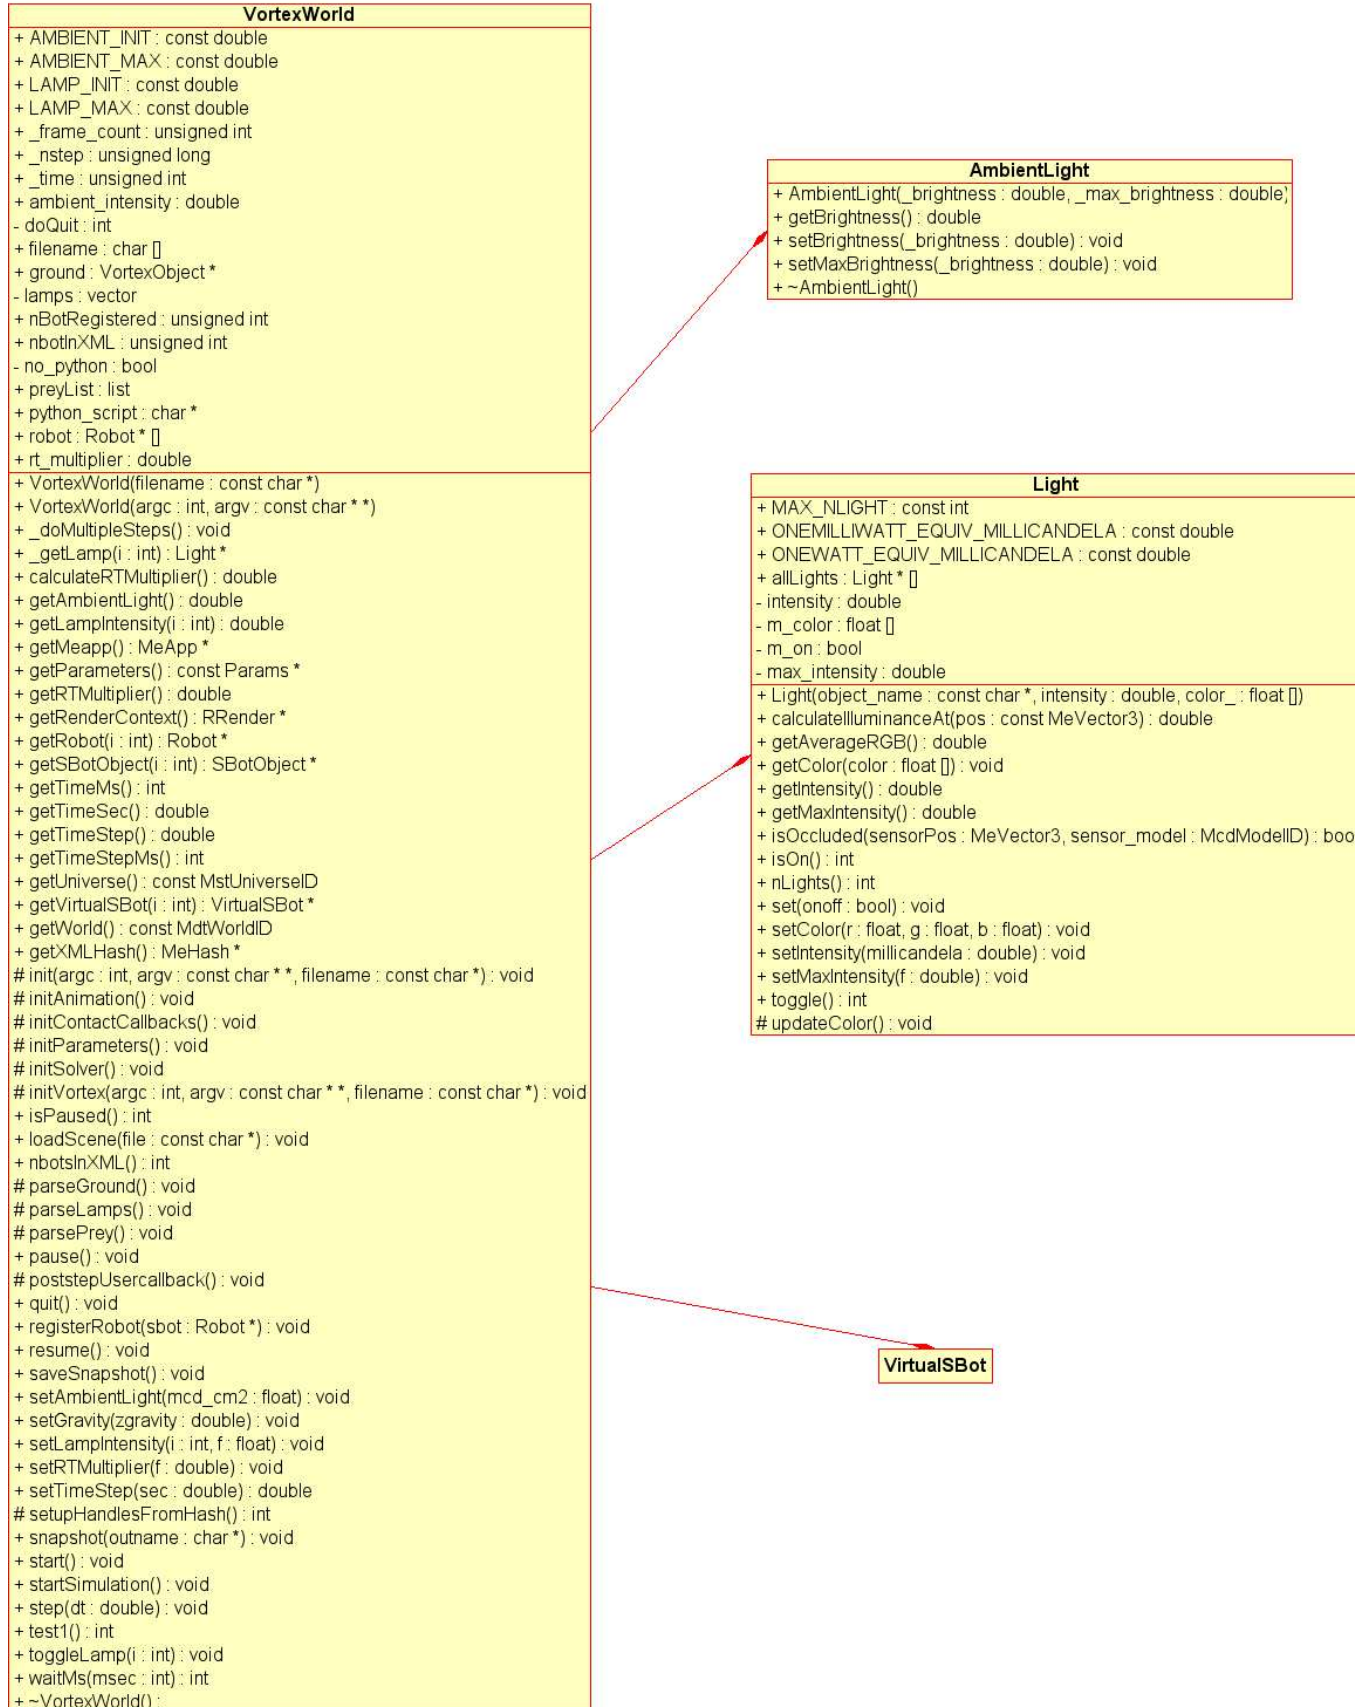 VortexWorld
+ AMBIENT_INIT : const double
+ AMBIENT_MAX : const double
+ LAMP_INIT : const double
+ LAMP_MAX : const double
+ _frame_count : unsigned int
+ _nstep : unsigned long
+ _time : unsigned int
+ ambient_intensity : double
- doQuit : int
+ filename : char []
+ ground : VortexObject *
- lamps : vector
+ nBotRegistered : unsigned int
+ nbotInXML : unsigned int
- no_python : bool
+ preyList : list
+ python_script : char *
+ robot : Robot * []
+ rt_multiplier : double
+ VortexWorld(filename : const char *)
+ VortexWorld(argc : int, argv : const char * *)
+ _doMultipleSteps() : void
+ _getLamp(i : int) : Light *
+ calculateRTMultiplier() : double
+ getAmbientLight() : double
+ getLampIntensity(i : int) : double
+ getMeapp() : MeApp *
+ getParameters() : const Params *
+ getRTMultiplier() : double
+ getRenderContext() : RRender *
+ getRobot(i : int) : Robot *
+ getSBotObject(i : int) : SBotObject *
+ getTimeMs() : int
+ getTimeSec() : double
+ getTimeStep() : double
+ getTimeStepMs() : int
+ getUniverse() : const MstUniverseID
+ getVirtualSBot(i : int) : VirtualSBot *
+ getWorld() : const MdtWorldID
+ getXMLHash() : MeHash *
# init(argc : int, argv : const char * *, filename : const char *) : void
# initAnimation() : void
# initContactCallbacks() : void
# initParameters() : void
# initSolver() : void
# initVortex(argc : int, argv : const char * *, filename : const char *) : void
+ isPaused() : int
+ loadScene(file : const char *) : void
+ nbotsInXML() : int
# parseGround() : void
# parseLamps() : void
# parsePrey() : void
+ pause() : void
# poststepUsercallback() : void
+ quit() : void
+ registerRobot(sbot : Robot *) : void
+ resume() : void
+ saveSnapshot() : void
+ setAmbientLight(mcd_cm2 : float) : void
+ setGravity(zgravity : double) : void
+ setLampIntensity(i : int, f : float) : void
+ setRTMultiplier(f : double) : void
+ setTimeStep(sec : double) : double
# setupHandlesFromHash() : int
+ snapshot(outname : char *) : void
+ start() : void
+ startSimulation() : void
+ step(dt : double) : void
+ test1() : int
+ toggleLamp(i : int) : void
+ waitMs(msec : int) : int
+ ~VortexWorld() :
AmbientLight
+ AmbientLight(_brightness : double, _max_brightness : double)
+ getBrightness() : double
+ setBrightness(_brightness : double) : void
+ setMaxBrightness(_brightness : double) : void
+ ~AmbientLight()
Light
+ MAX_NLIGHT : const int
+ ONEMILLIWATT_EQUIV_MILLICANDELA : const double
+ ONEWATT_EQUIV_MILLICANDELA : const double
+ allLights : Light * []
- intensity : double
- m_color : float []
- m_on : bool
- max_intensity : double
+ Light(object_name : const char *, intensity : double, color_ : float [])
+ calculateIlluminanceAt(pos : const MeVector3) : double
+ getAverageRGB() : double
+ getColor(color : float []) : void
+ getIntensity() : double
+ getMaxIntensity() : double
+ isOccluded(sensorPos : MeVector3, sensor_model : McdModelID) : boo
+ isOn() : int
+ nLights() : int
+ set(onoff : bool) : void
+ setColor(r : float, g : float, b : float) : void
+ setIntensity(millicandela : double) : void
+ setMaxIntensity(f : double) : void
+ toggle() : int
# updateColor() : void
VirtualSBot